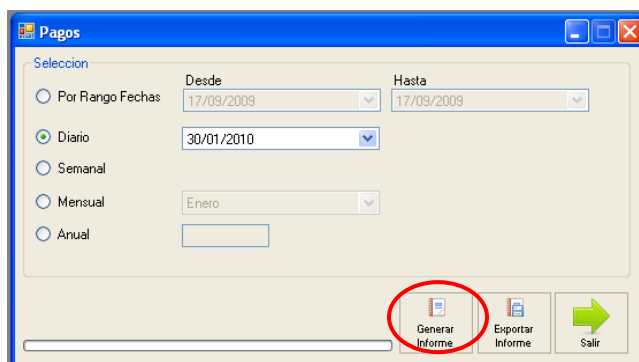 Pagos
Seleccion
Desde Hasta
Por Rango Fechas 17/09/2009 17/09/2009
Diario 30/01/2010
Semanal
Mensual Enero
Anual
Generar Informe
Exportar Informe
Salir